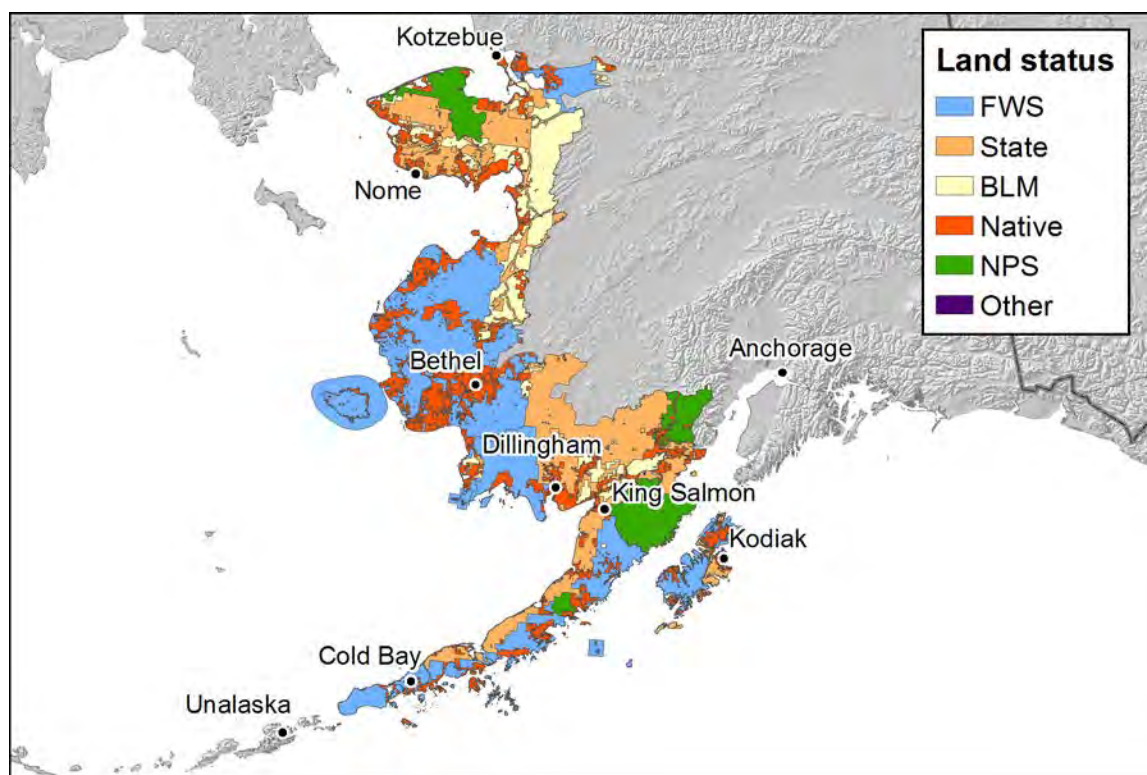 Kotzebue
Land status
FWS
State
BLM
Native
NPS
Other
Nome
Anchorage
Bethel
Dillingham
King Salmon
Kodiak
Cold Bay
Unalaska